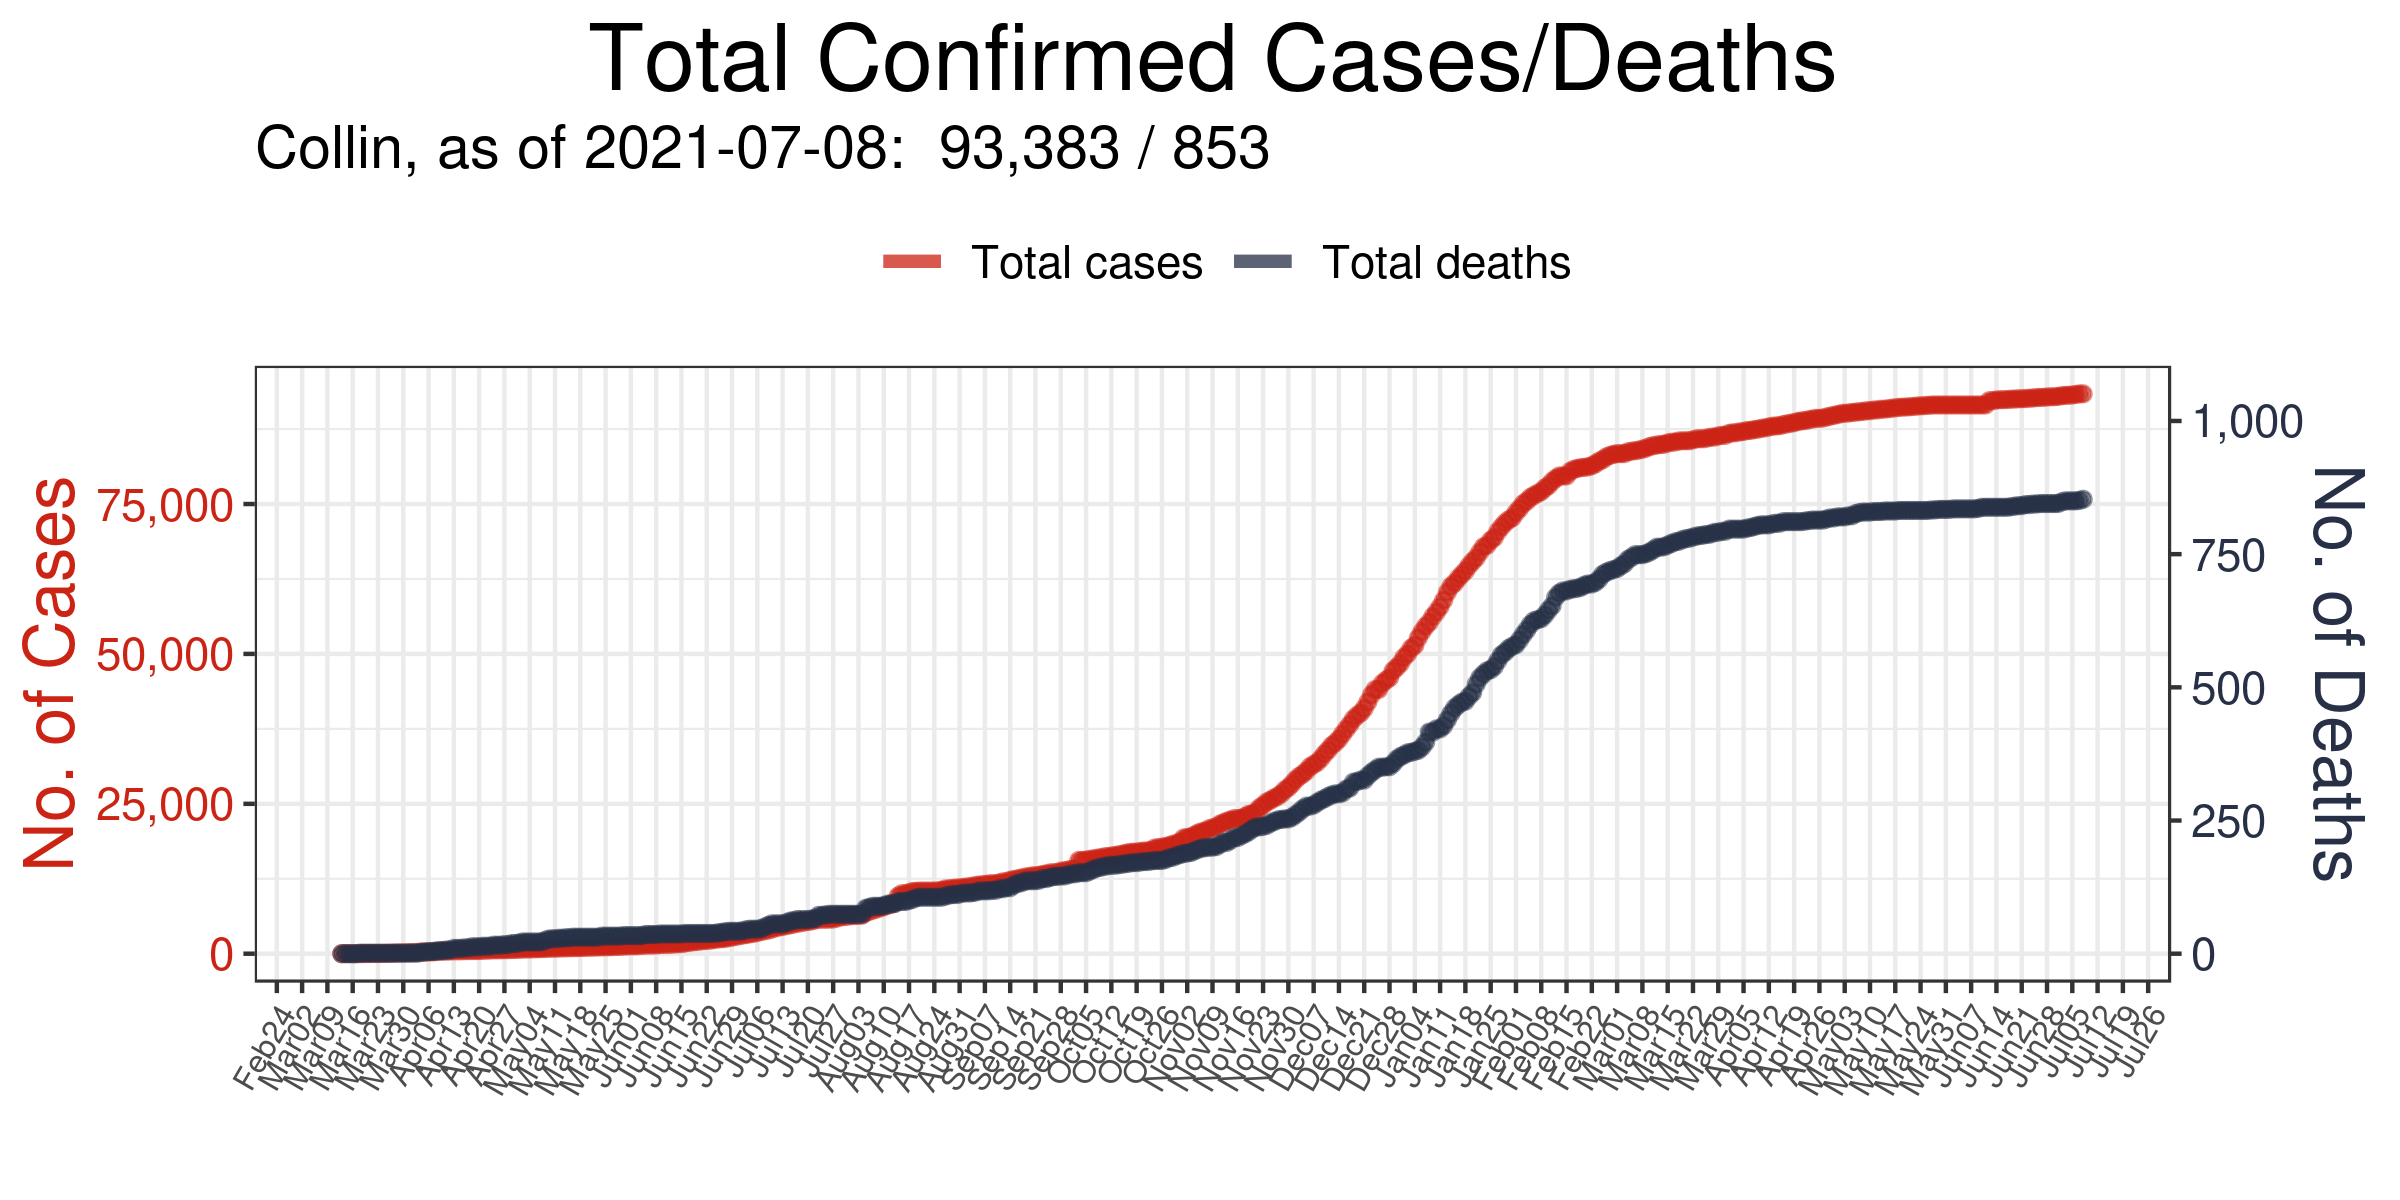 Total Confirmed Cases/Deaths
Collin, as of 2021-07-08: 93,383 / 853
Total cases
Total deaths
No. of Cases
75,000
50,000
25,000
0
1,000
750
500
250
0
No. of Deaths
Feb24
Mar02
Mar09
Mar16
Mar23
Mar30
Apr06
Apr13
Apr20
Apr27
May04
May11
May18
May25
Jun01
Jun08
Jun15
Jun22
Jun29
Jul06
Jul13
Jul20
Jul27
Aug03
Aug10
Aug17
Aug24
Aug31
Sep07
Sep14
Sep21
Sep28
Oct05
Oct12
Oct19
Oct26
Nov02
Nov09
Nov16
Nov23
Nov30
Dec07
Dec14
Dec21
Dec28
Jan04
Jan11
Jan18
Jan25
Feb01
Feb08
Feb15
Feb22
Mar01
Mar08
Mar15
Mar22
Mar29
Apr05
Apr12
Apr19
Apr26
May03
May10
May17
May24
May31
Jun07
Jun14
Jun21
Jun28
Jul05
Jul12
Jul19
Jul26